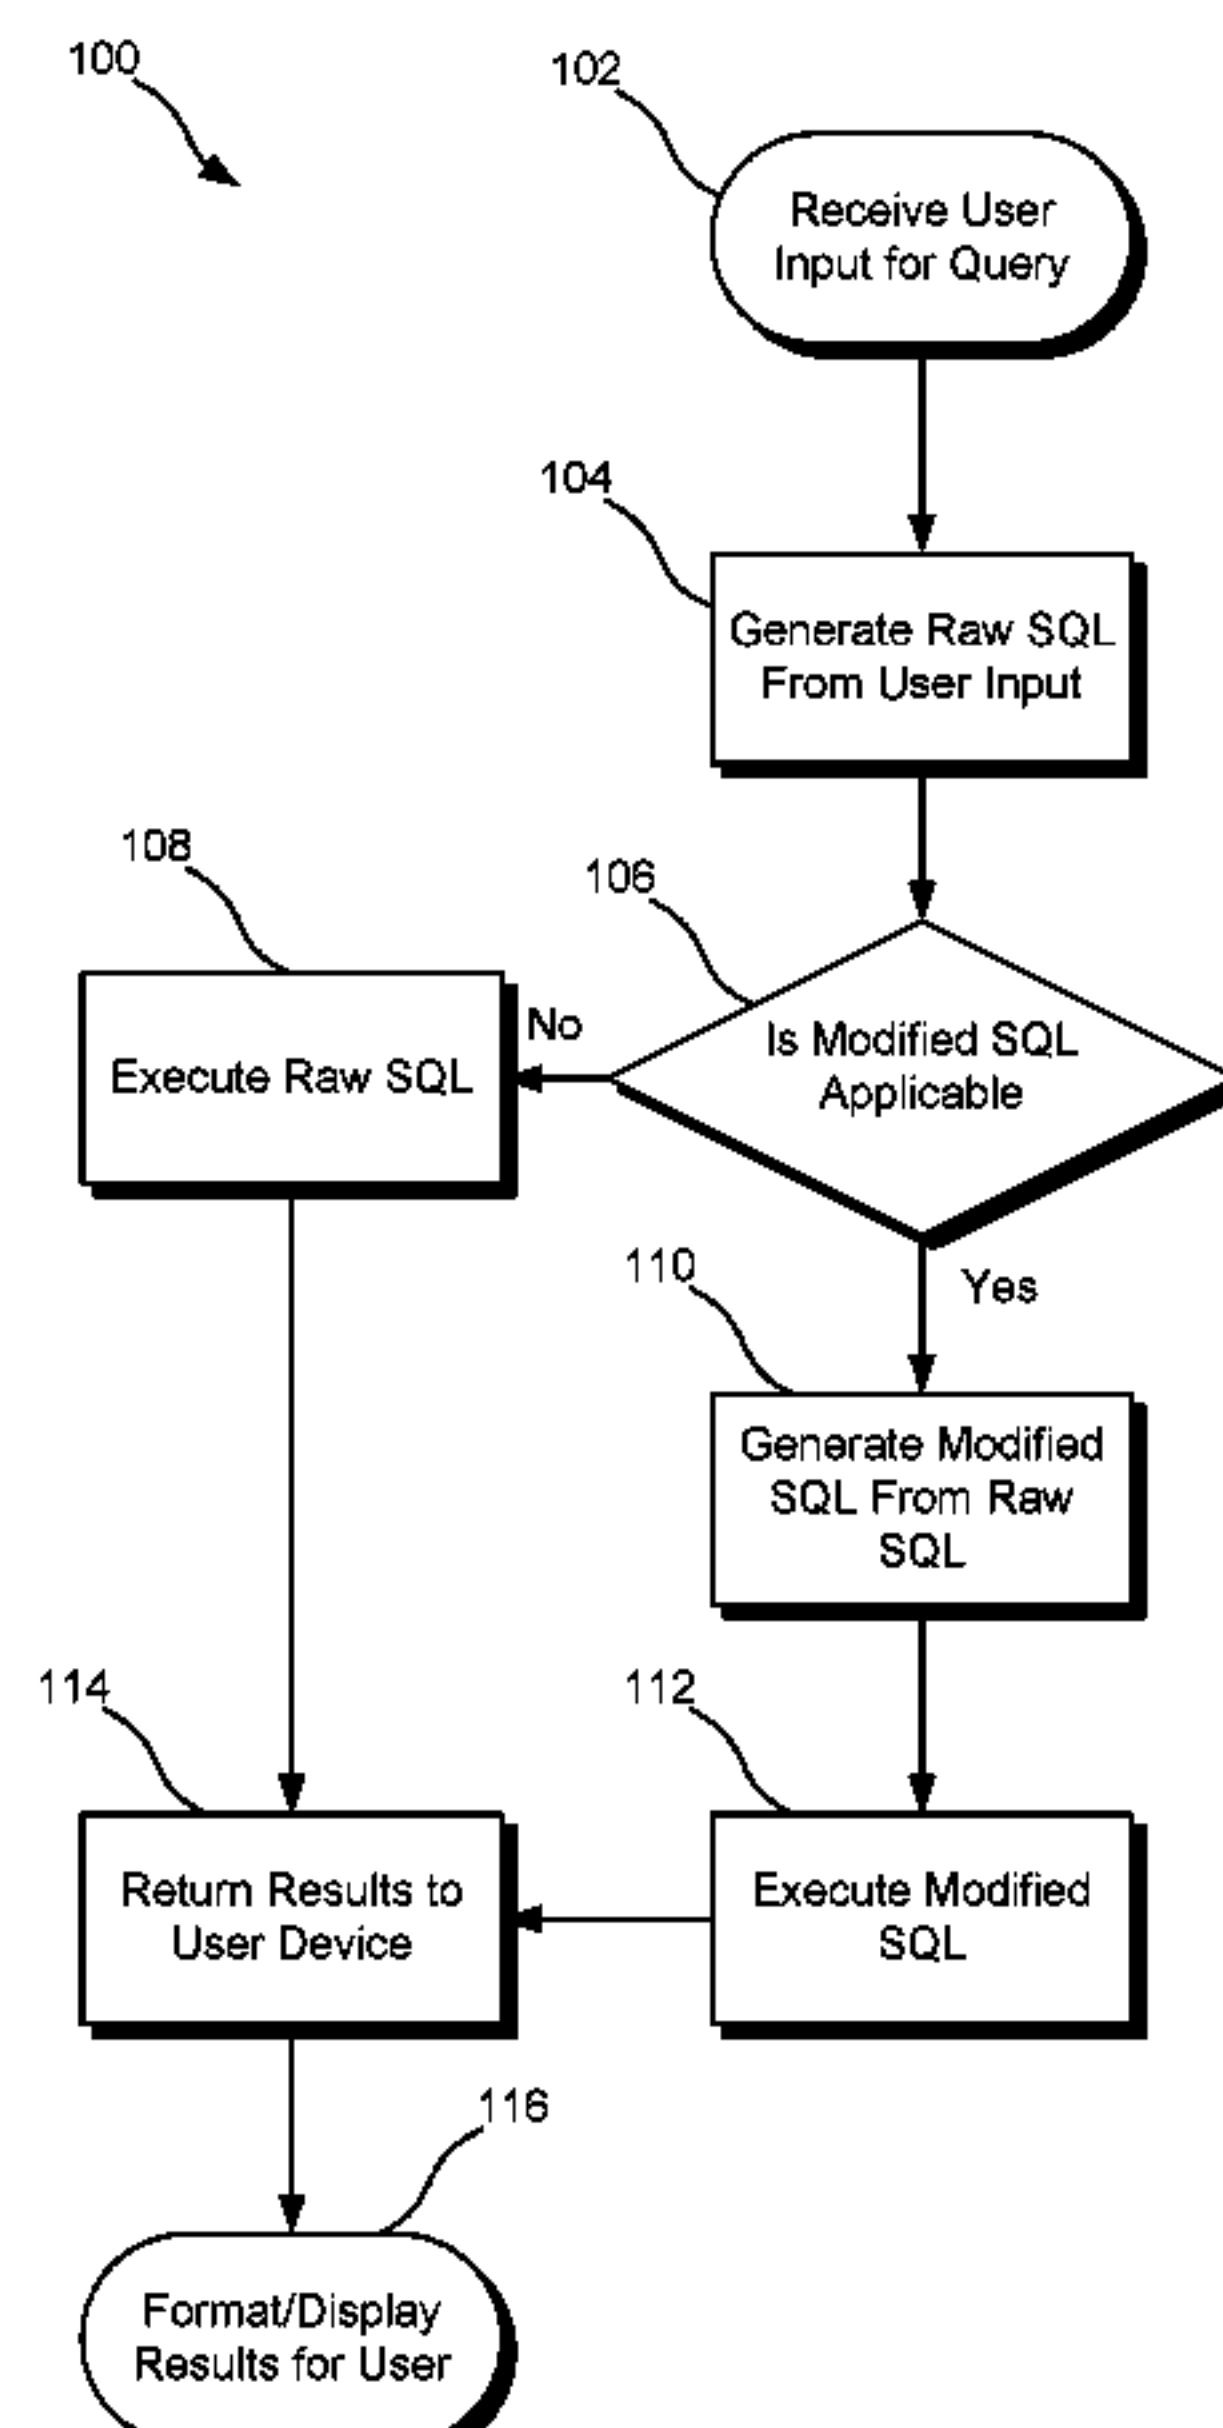 100
102
Receive User
Input for Query
104
Generate Raw SQL
From User Input
108
106
Execute Raw SQL
No
Is Modified SQL
Applicable
110
Yes
Generate Modified
SQL From Raw
SQL
114
112
Return Results to
User Device
Execute Modified
SQL
116
Format/Display
Results for User